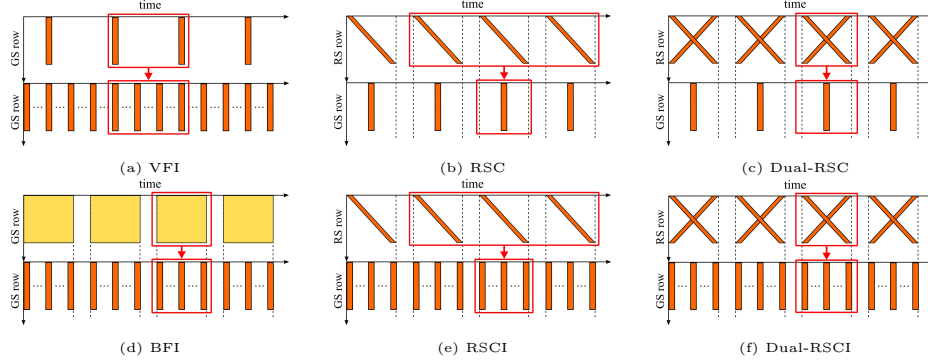 time
GS row
GS row
... ... ... ... ...
(a) VFI
time
RS row
GS row
(b) RSC
time
RS row
GS row
(c) Dual-RSC
time
GS row
GS row
... ... ... ...
(d) BFI
time
RS row
GS row
... ... ... ...
(e) RSCI
time
RS row
GS row
... ... ... ...
(f) Dual-RSCI